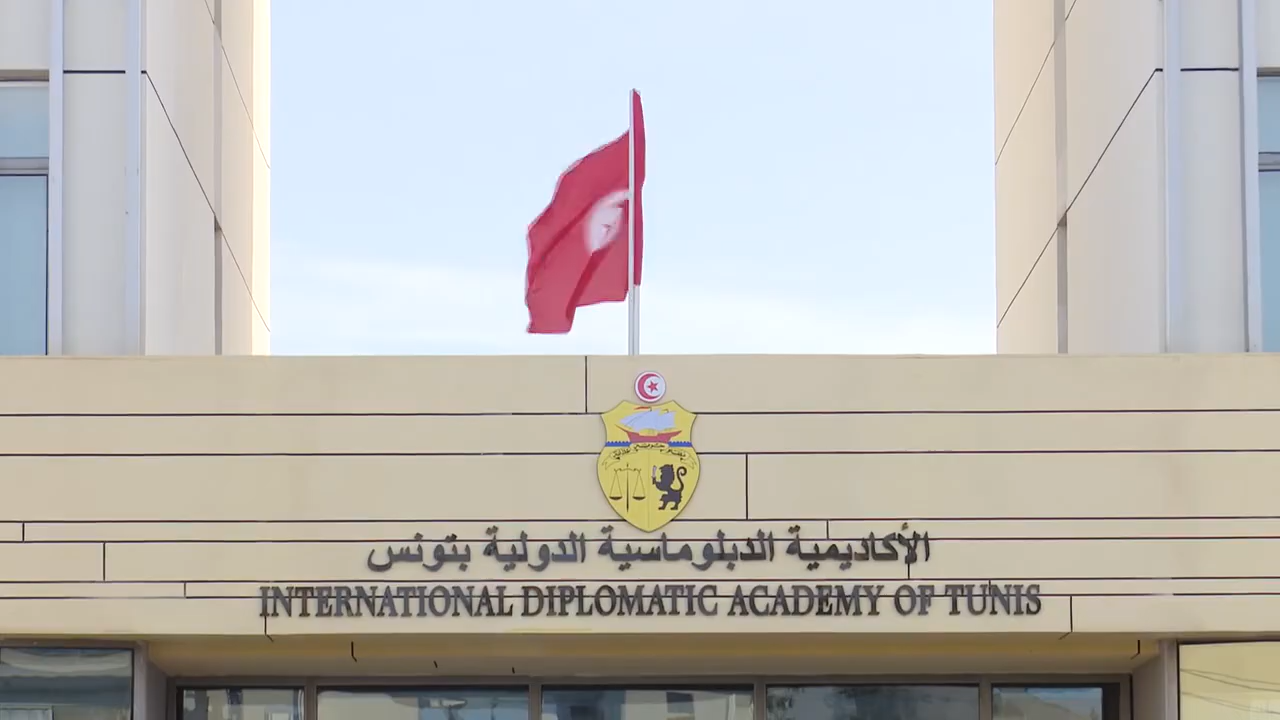 الأكاديمية الدبلوماسية الدولية بتونس
INTERNATIONAL DIPLOMATIC ACADEMY OF TUNIS